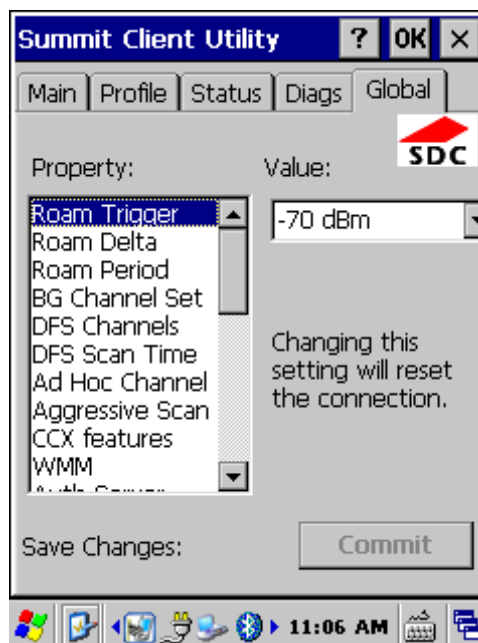 Summit Client Utility ? OK ×
Main Profile Status Diags Global
SDC
Property:
Value:
Roam Trigger
Roam Delta
Roam Period
BG Channel Set
DFS Channels
DFS Scan Time
Ad Hoc Channel
Aggressive Scan
CCX features
WMM
-70 dBm
Changing this
setting will reset
the connection.
Save Changes:
Commit
11:06 AM